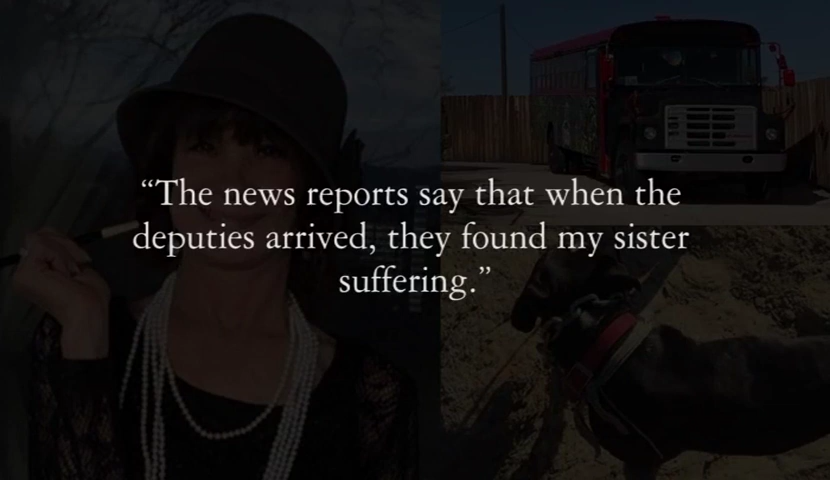 “The news reports say that when the
deputies arrived, they found my sister
suffering.”